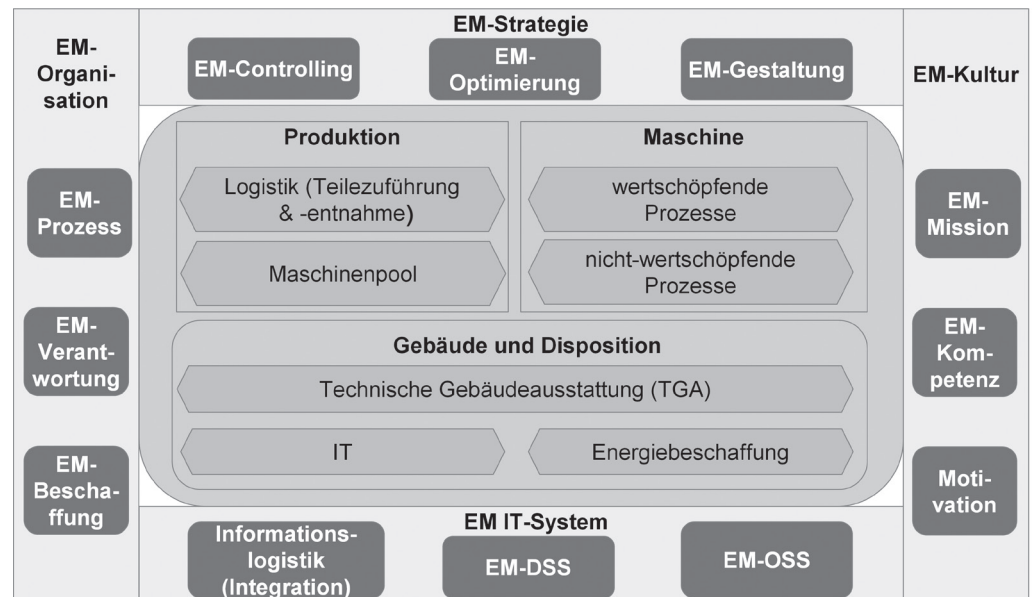 EM-Strategie
EM-Controlling
EM-
Optimierung
EM-Gestaltung
EM-
Organi-
sation
EM-
Prozess
EM-
Verant-
wortung
EM-
Bescha-
ffung
Produktion
Logistik (Teilezuführung
& -entnahme)
Maschinenpool
Maschine
wertschöpfende
Prozesse
nicht-wertschöpfende
Prozesse
Gebäude und Disposition
Technische Gebäudeausstattung (TGA)
IT
Energiebeschaffung
EM-Kultur
EM-
Mission
EM-
Kom-
petenz
Moti-
vation
EM IT-System
Informations-
logistik
(Integration)
EM-DSS
EM-OSS